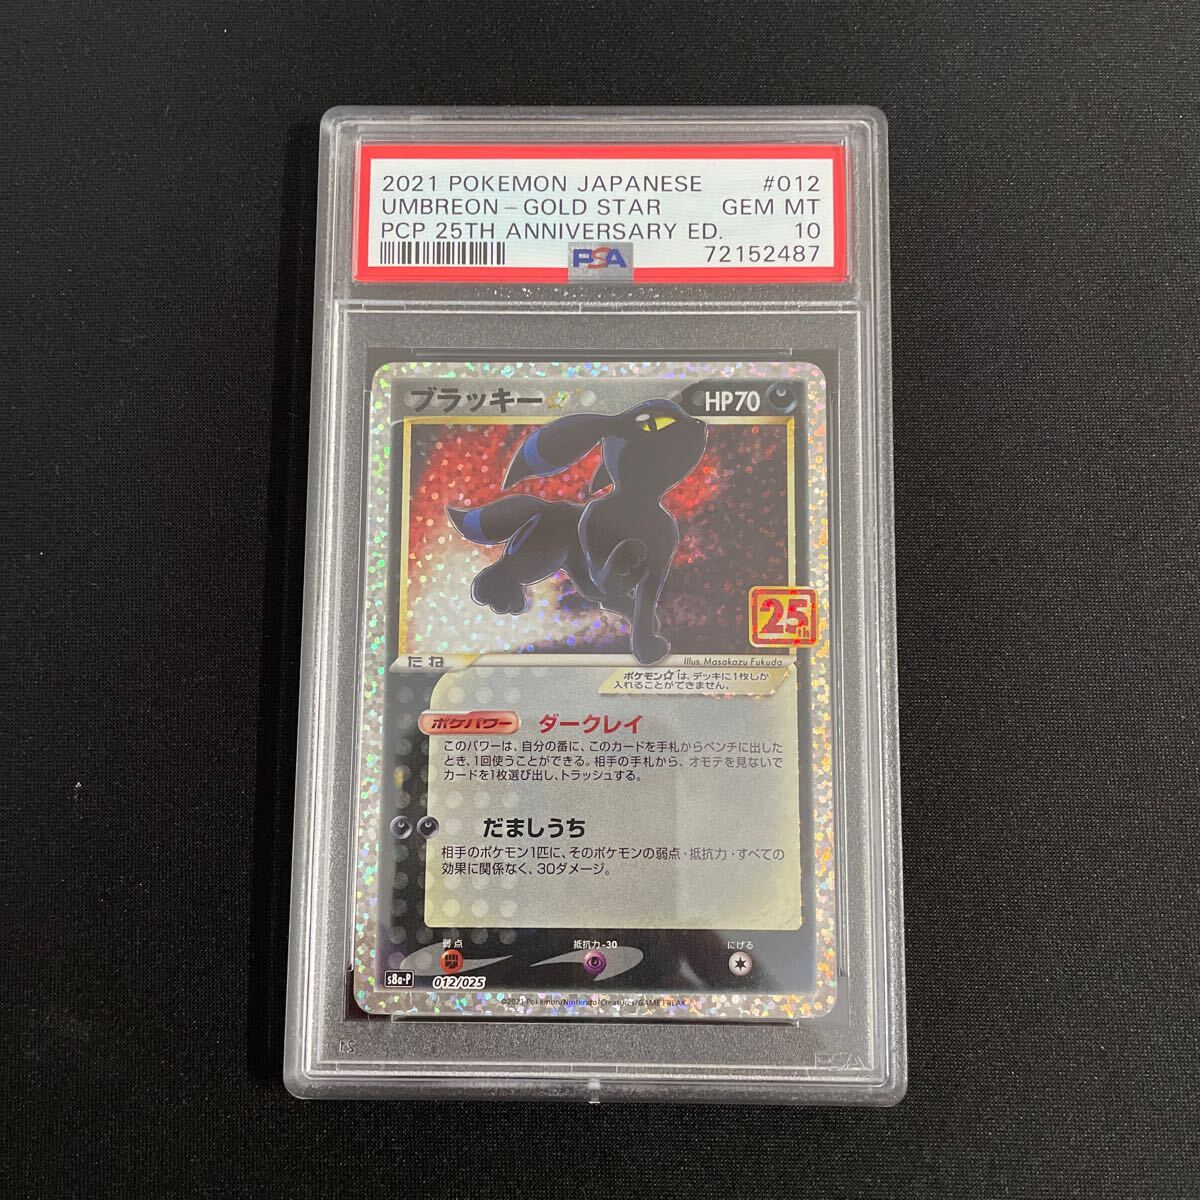 2021 POKEMON JAPANESE #012
UMBREON - GOLD STAR GEM MT
PCP 25TH ANNIVERSARY ED. 10
PSA 72152487
ブラッキー☆ HP70
25th
たね
Illus. Masakazu Fukuda
ポケモン☆は、デッキに1枚しか
入れることができません。
ポケパワー ダークレイ
このパワーは、自分の番に、このカードを手札からベンチに出した
とき、1回使うことができる。相手の手札から、オモテを見ないで
カードを1枚選び出し、トラッシュする。
だましうち
相手のポケモン1匹に、そのポケモンの弱点・抵抗力・すべての
効果に関係なく、30ダメージ。
弱点 抵抗力 -30 にげる
s8a-P 012/025
©2021 Pokémon/Nintendo/Creatures/GAME FREAK